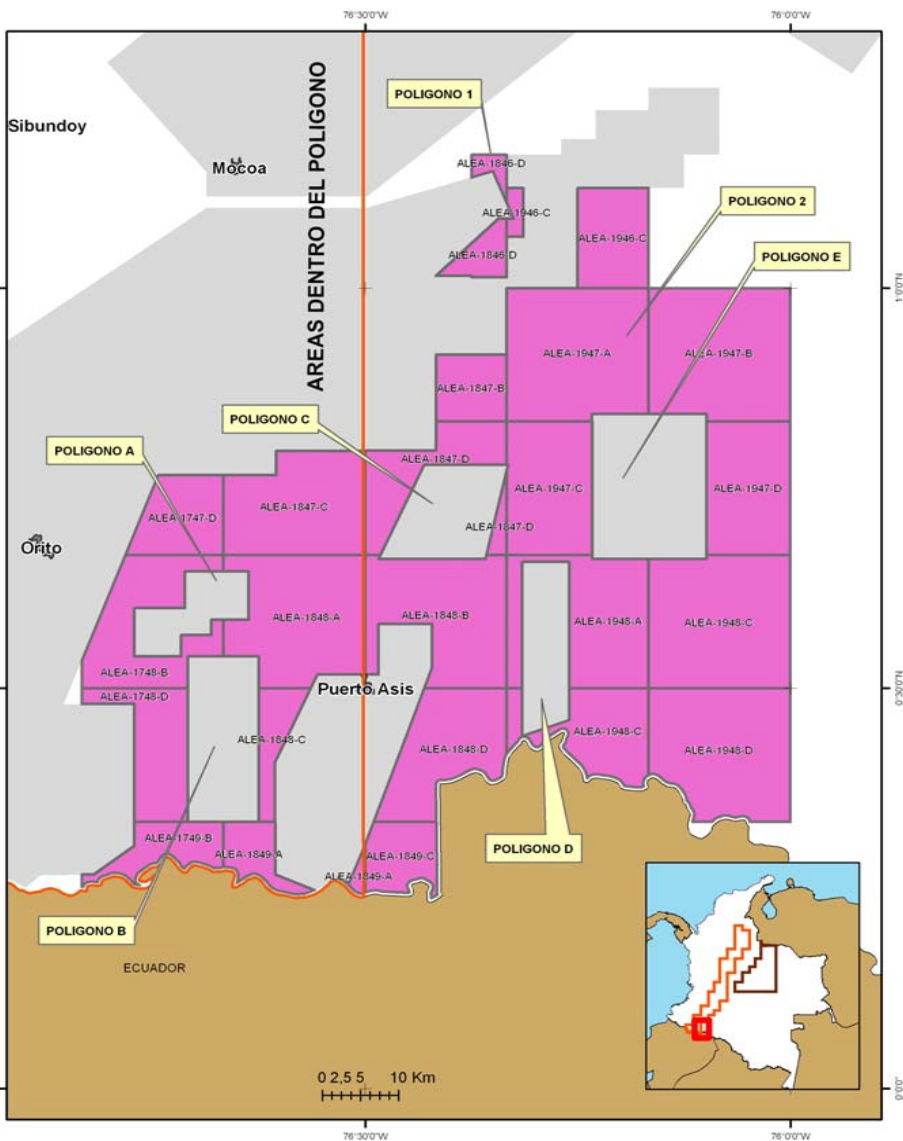 76°30'0"W
76°0'0"W
AREAS DENTRO DEL POLIGONO
POLIGONO 1
Sibundoy
Mocoa
ALEA-1846-D
POLIGONO 2
ALEA-1946-C
ALEA-1946-C
ALEA-1846-D
POLIGONO E
1°0'0"N
ALEA-1947-A
ALEA-1947-B
ALEA-1847-B
POLIGONO C
POLIGONO A
ALEA-1847-D
ALEA-1947-C
ALEA-1947-D
ALEA-1747-D
ALEA-1847-C
ALEA-1847-D
Orito
ALEA-1848-A
ALEA-1848-B
ALEA-1948-A
ALEA-1948-C
ALEA-1748-B
Puerto Asis
0°30'0"N
ALEA-1748-D
ALEA-1848-C
ALEA-1848-D
ALEA-1948-C
ALEA-1948-D
ALEA-1749-B
ALEA-1849-A
ALEA-1849-C
ALEA-1849-A
POLIGONO D
POLIGONO B
ECUADOR
0 2,5 5 10 Km
0°0'0"
76°30'0"W
76°0'0"W